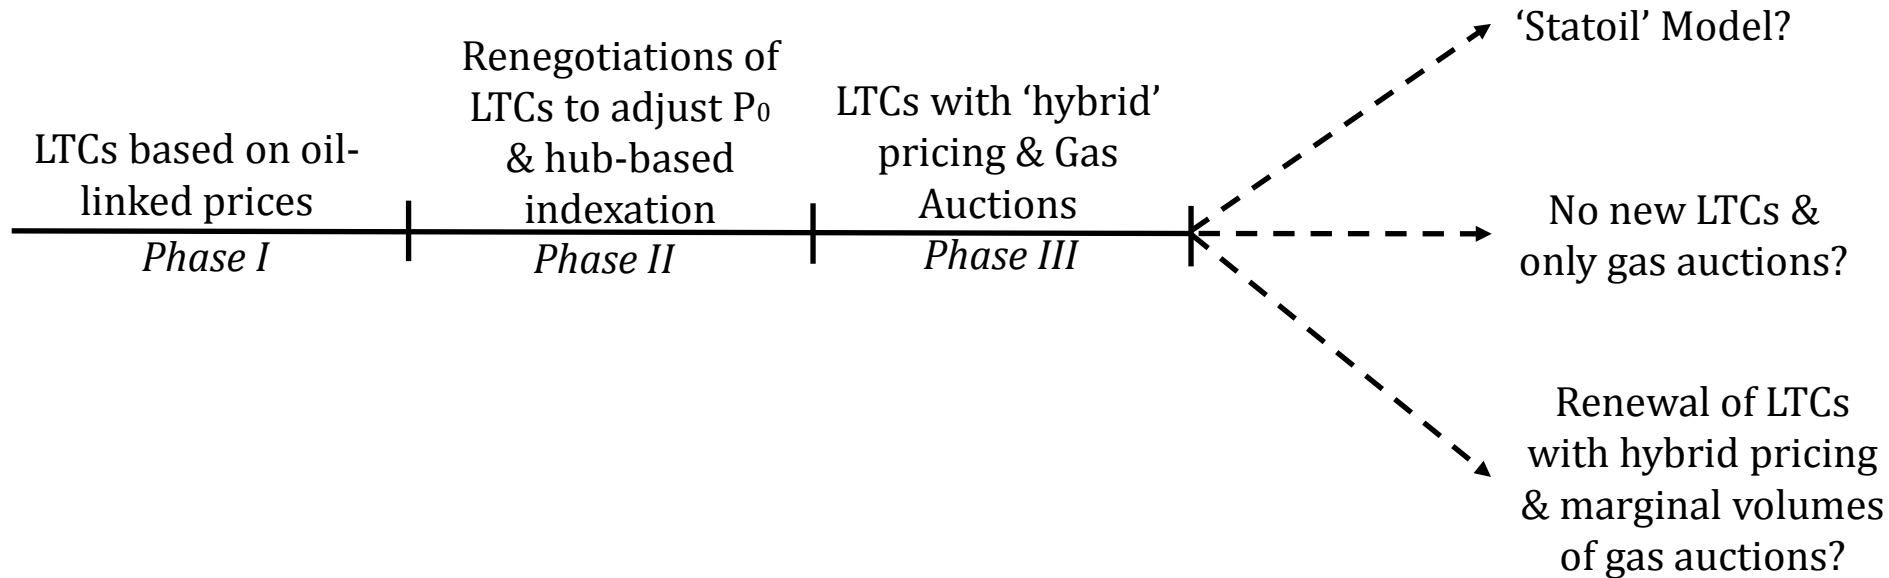 LTCs based on oil-
linked prices
Phase I
Renegotiations of
LTCs to adjust P₀
& hub-based
indexation
Phase II
LTCs with ‘hybrid’
pricing & Gas
Auctions
Phase III
‘Statoil’ Model?
No new LTCs &
only gas auctions?
Renewal of LTCs
with hybrid pricing
& marginal volumes
of gas auctions?